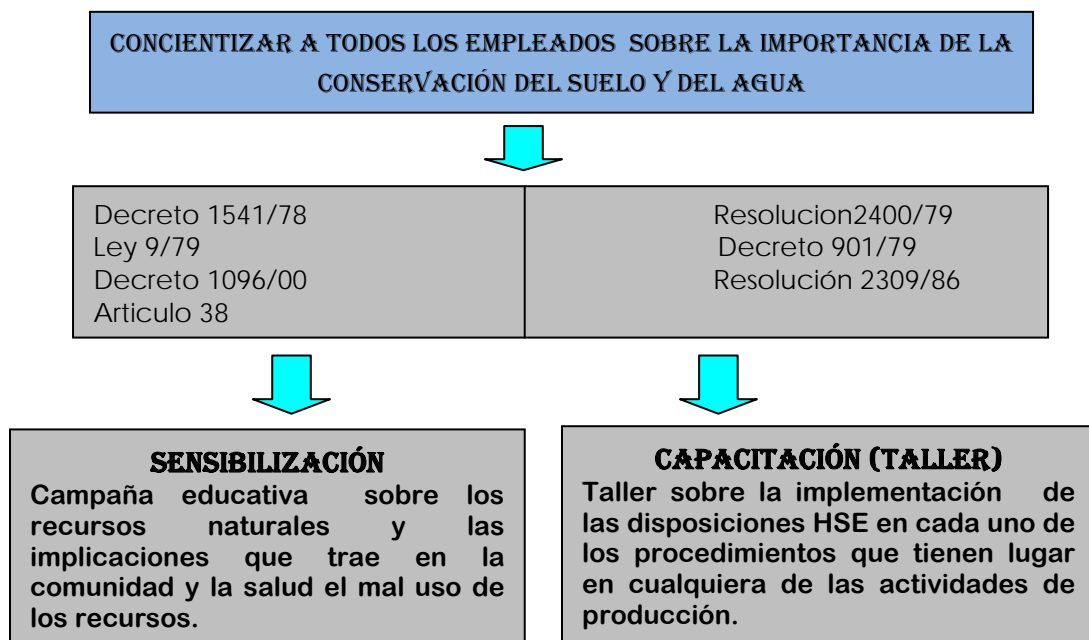 CONCIENTIZAR A TODOS LOS EMPLEADOS SOBRE LA IMPORTANCIA DE LA
CONSERVACIÓN DEL SUELO Y DEL AGUA
Decreto 1541/78
Ley 9/79
Decreto 1096/00
Articulo 38
Resolucion2400/79
Decreto 901/79
Resolución 2309/86
SENSIBILIZACIÓN
Campaña educativa sobre los
recursos naturales y las
implicaciones que trae en la
comunidad y la salud el mal uso de
los recursos.
CAPACITACIÓN (TALLER)
Taller sobre la implementación de
las disposiciones HSE en cada uno de
los procedimientos que tienen lugar
en cualquiera de las actividades de
producción.